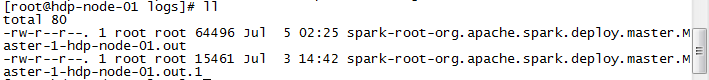 [root@hdp-node-01 logs]# ll
total 80
-rw-r--r--. 1 root root 64496 Jul  5 02:25 spark-root-org.apache.spark.deploy.master.M
aster-1-hdp-node-01.out
-rw-r--r--. 1 root root 15461 Jul  3 14:42 spark-root-org.apache.spark.deploy.master.M
aster-1-hdp-node-01.out.1